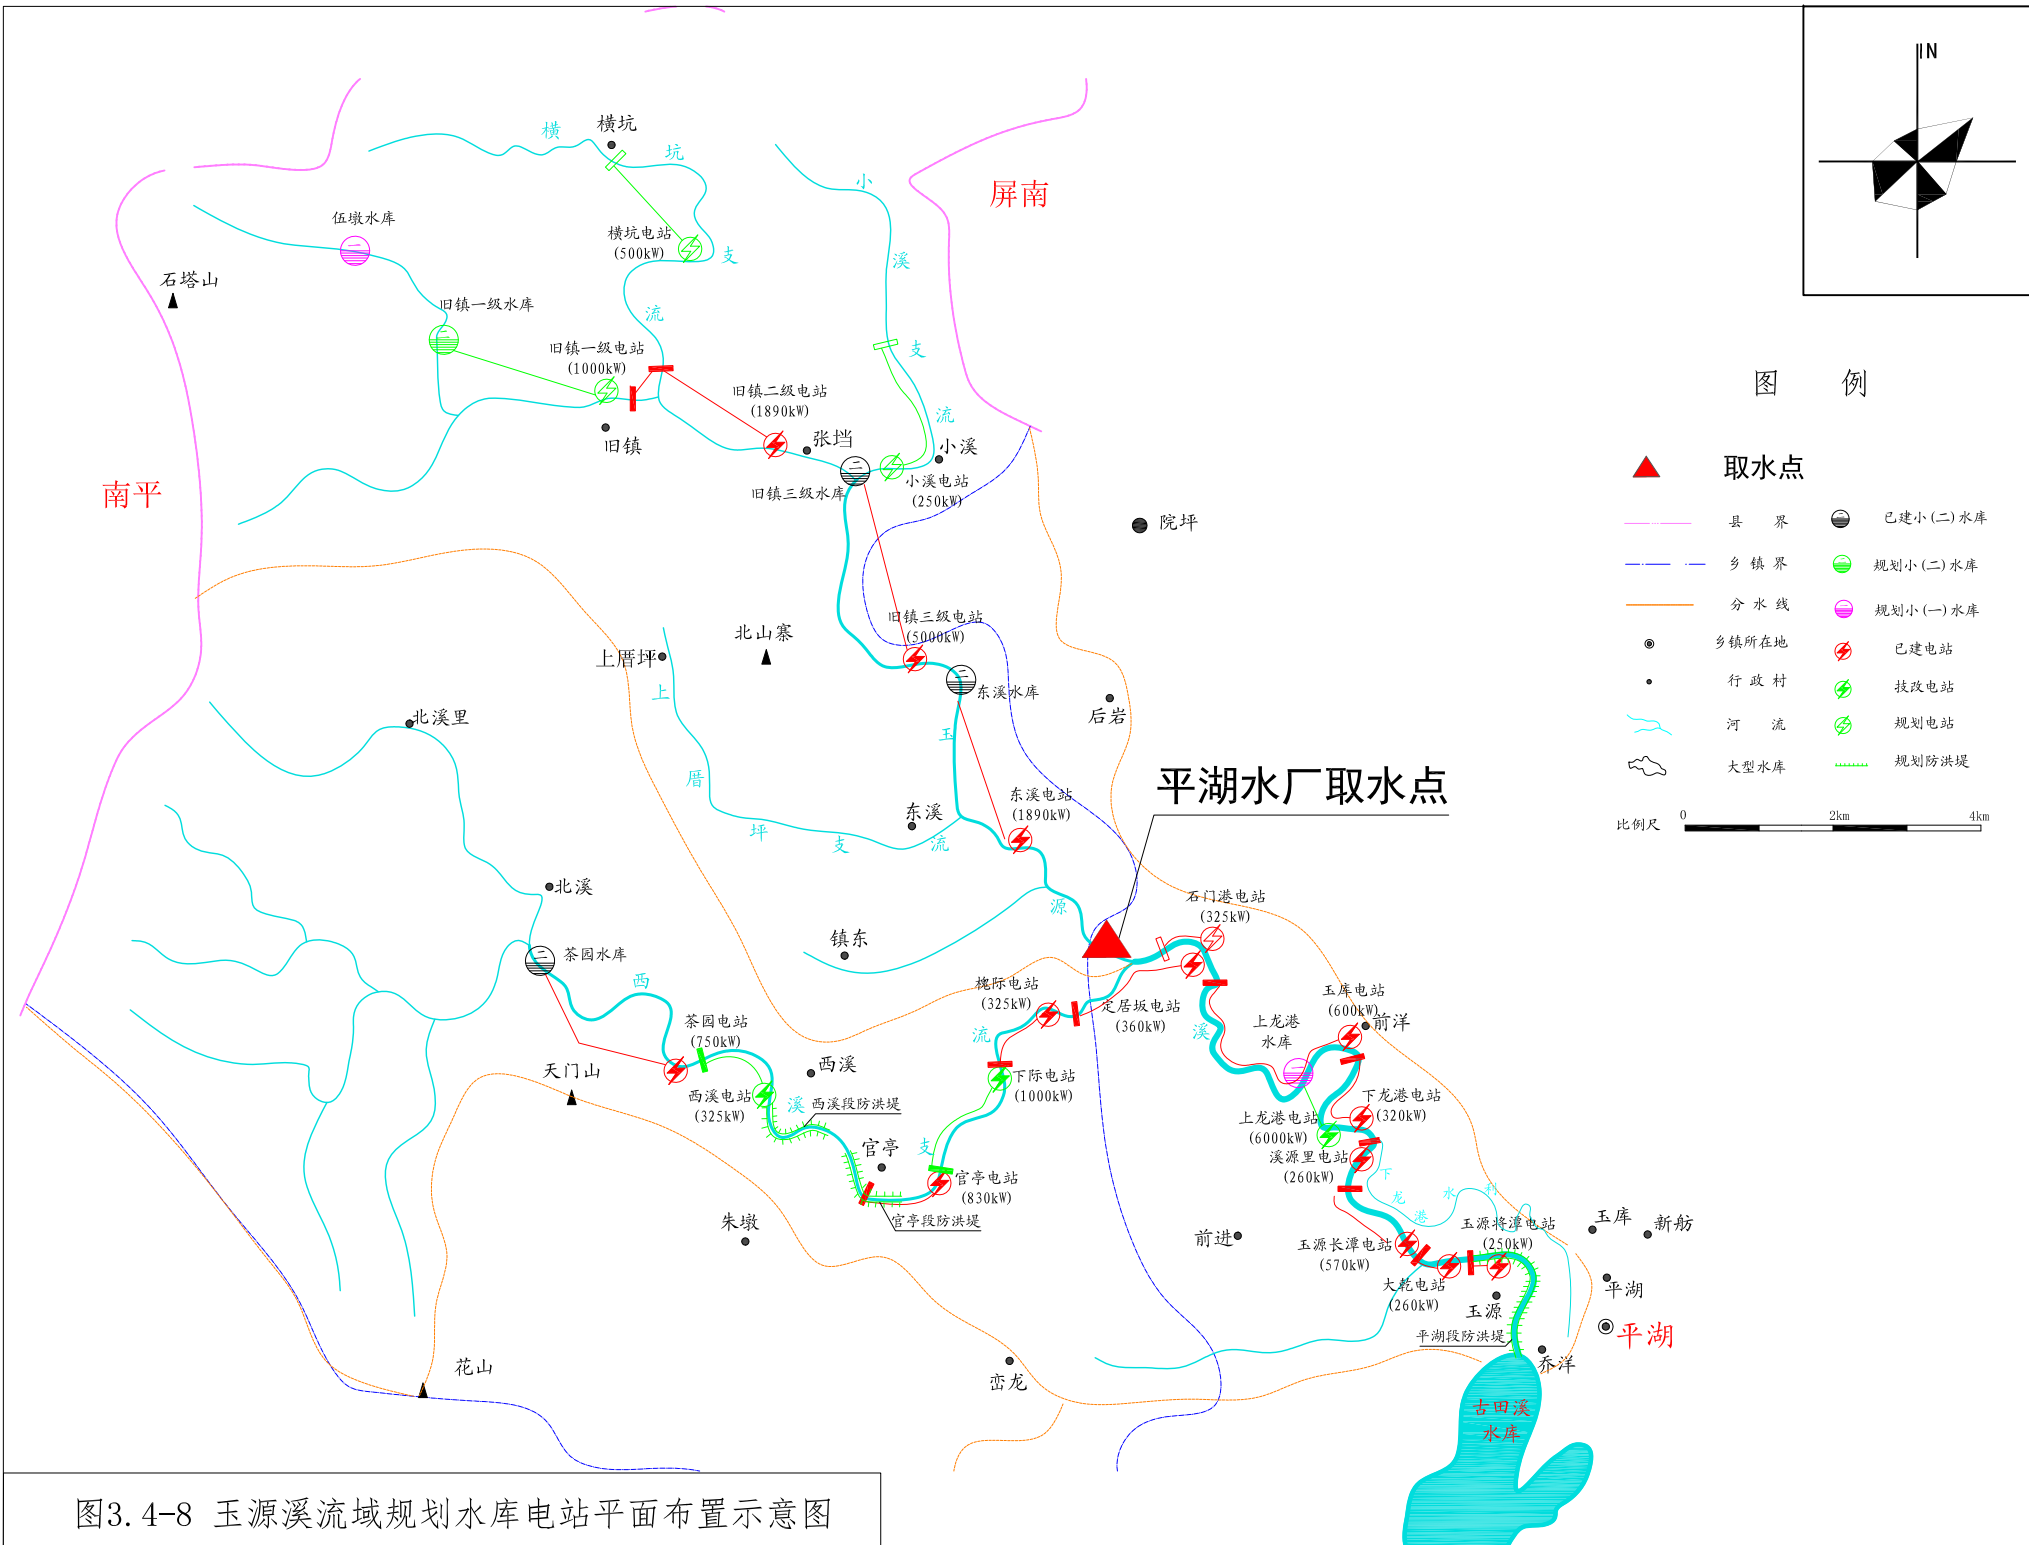 N
横坑
横
坑
屏南
小
伍墩水库
二
横坑电站
(500kW)
支
溪
石塔山
旧镇一级水库
二
流
旧镇一级电站
(1000kW)
支
旧镇二级电站
(1890kW)
流
旧镇
张垱
小溪
二
旧镇三级水库
小溪电站
(250kW)
南平
院坪
图 例
取水点
县 界
已建小(二)水库
乡 镇 界
规划小(二)水库
分 水 线
规划小(一)水库
乡镇所在地
已建电站
行 政 村
技改电站
河 流
规划电站
大型水库
规划防洪堤
比例尺
0
2km
4km
旧镇三级电站
(5000kW)
北山寨
上厝坪
上
二
东溪水库
后岩
北溪里
玉
厝
平湖水厂取水点
东溪电站
(1890kW)
东溪
坪
支
流
北溪
源
石门港电站
(325kW)
镇东
二
茶园水库
西
槐际电站
(325kW)
定居坂电站
(360kW)
玉库电站
(600kW)
前洋
茶园电站
(750kW)
流
溪
上龙港
水库
西溪
天门山
下际电站
(1000kW)
西溪电站
(325kW)
溪
西溪段防洪堤
下龙港电站
(320kW)
上龙港电站
(6000kW)
官亭
支
溪源里电站
(260kW)
下
龙
港
水
利
官亭电站
(830kW)
官亭段防洪堤
朱墩
前进
玉源将潭电站
(250kW)
玉库
新舫
玉源长潭电站
(570kW)
大乾电站
(260kW)
玉源
平湖
平湖段防洪堤
平湖
乔洋
花山
峦龙
古田溪
水库
图3.4-8 玉源溪流域规划水库电站平面布置示意图